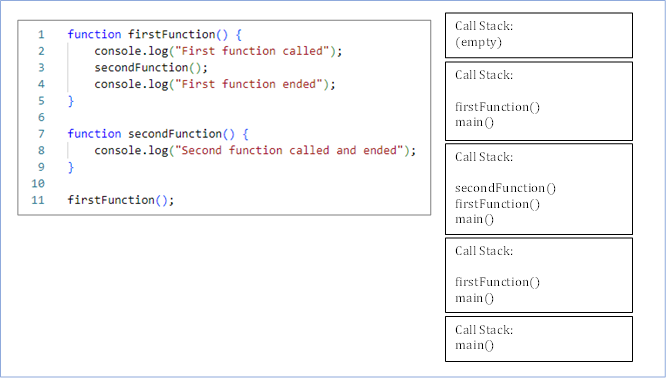 1 function firstFunction() {
2 console.log("First function called");
3 secondFunction();
4 console.log("First function ended");
5 }
6
7 function secondFunction() {
8 console.log("Second function called and ended");
9 }
10
11 firstFunction();
Call Stack:
(empty)
Call Stack:
firstFunction()
main()
Call Stack:
secondFunction()
firstFunction()
main()
Call Stack:
firstFunction()
main()
Call Stack:
main()